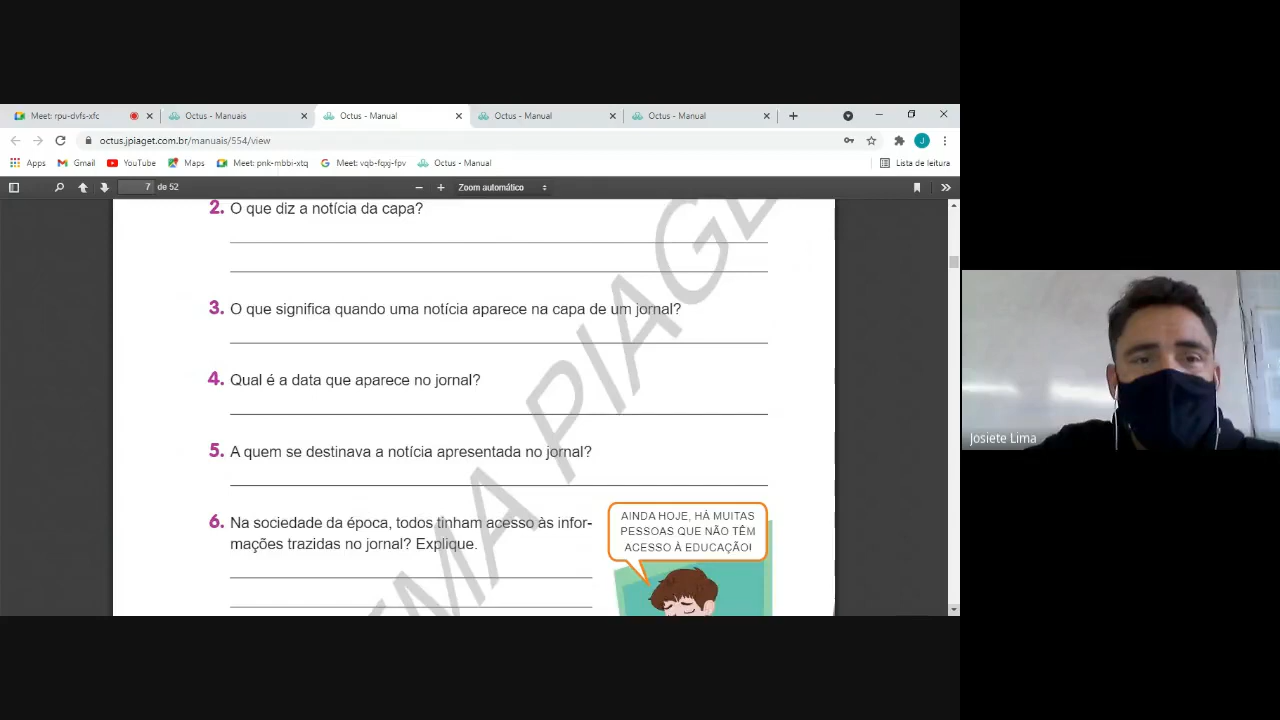 Meet: rpu-dvfs-xfc
Octus - Manuais
Octus - Manual
Octus - Manual
Octus - Manual
octus.jpiaget.com.br/manuais/554/view
J
Apps
Gmail
YouTube
Maps
Meet: pnk-mbbi-xtq
Meet: vqb-fqxj-fpv
Octus - Manual
Lista de leitura
7 de 52
Zoom automático
2. O que diz a notícia da capa?
3. O que significa quando uma notícia aparece na capa de um jornal?
4. Qual é a data que aparece no jornal?
5. A quem se destinava a notícia apresentada no jornal?
6. Na sociedade da época, todos tinham acesso às infor-
mações trazidas no jornal? Explique.
AINDA HOJE, HÁ MUITAS
PESSOAS QUE NÃO TÊM
ACESSO À EDUCAÇÃO!
EMA PIAGE
Josiete Lima